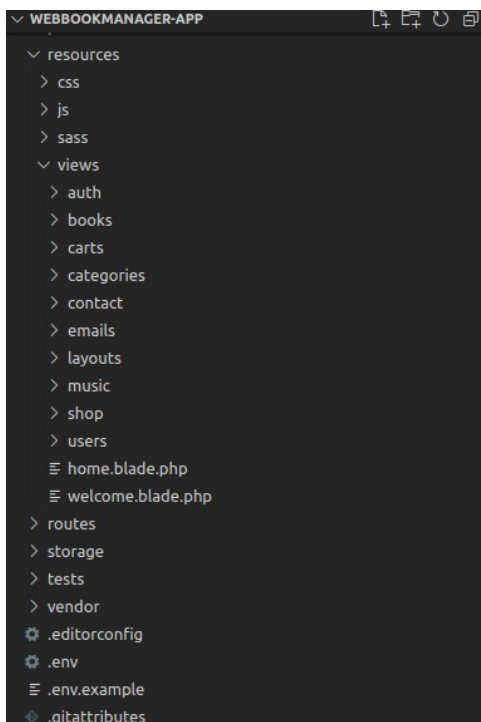 WEBBOOKMANAGER-APP
resources
css
js
sass
views
auth
books
carts
categories
contact
emails
layouts
music
shop
users
home.blade.php
welcome.blade.php
routes
storage
tests
vendor
.editorconfig
.env
.env.example
.gitattributes